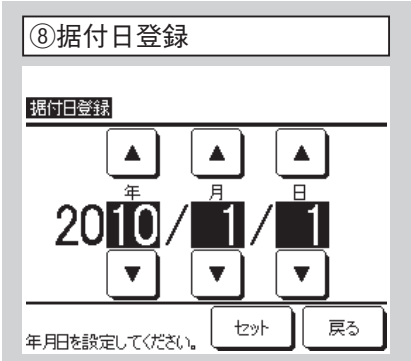 ⑧据付日登録
据付日登録
▲ ▲ ▲
年 月 日
2010/ 1/ 1
▼ ▼ ▼
年月日を設定してください。 セット 戻る